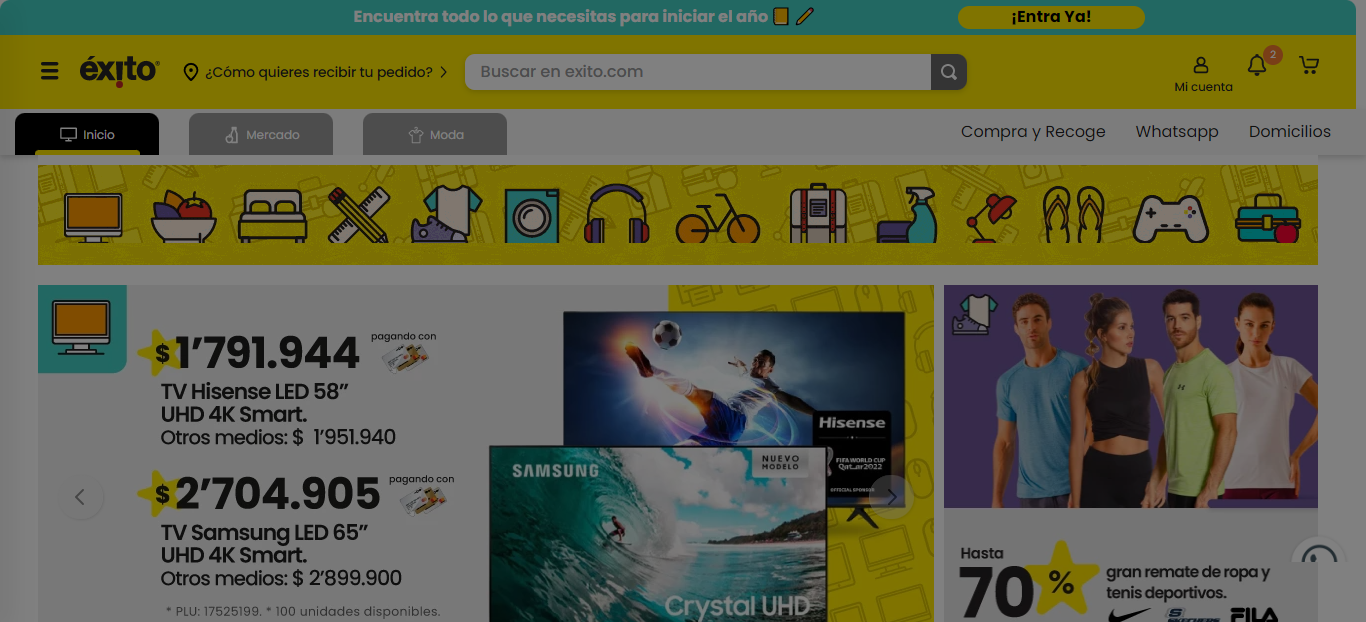 Encuentra todo lo que necesitas para iniciar el año
¡Entra Ya!
éxito
¿Cómo quieres recibir tu pedido?
Buscar en exito.com
Mi cuenta
2
Inicio
Mercado
Moda
Compra y Recoge
Whatsapp
Domicilios
$1’791.944
pagando con
TV Hisense LED 58”
UHD 4K Smart.
Otros medios: $ 1’951.940
$2’704.905
pagando con
TV Samsung LED 65”
UHD 4K Smart.
Otros medios: $ 2’899.900
* PLU: 17525199. * 100 unidades disponibles.
Hisense
FIFA WORLD CUP
Qatar2022
OFFICIAL SPONSOR
SAMSUNG
NUEVO
MODELO
Crystal UHD
Hasta
70%
gran remate de ropa y
tenis deportivos.
SKECHERS
FILA